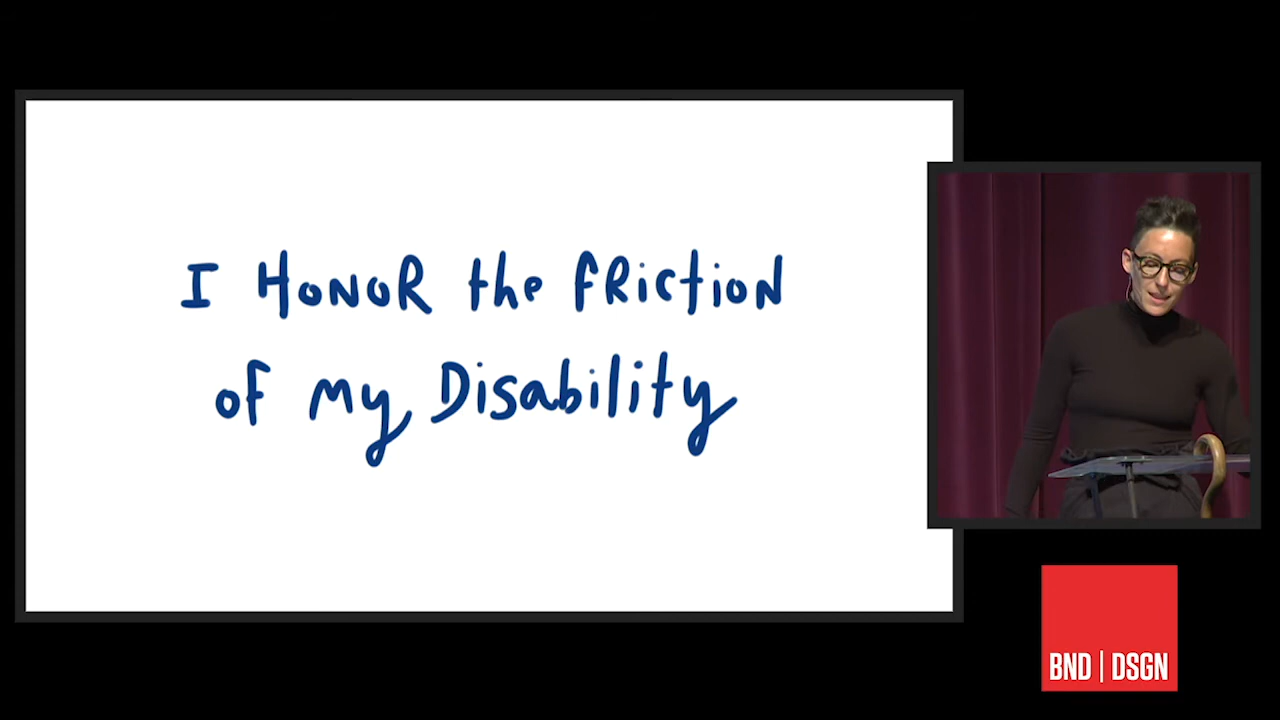 I HONOR the fRictioN
of my Disability
BND | DSGN